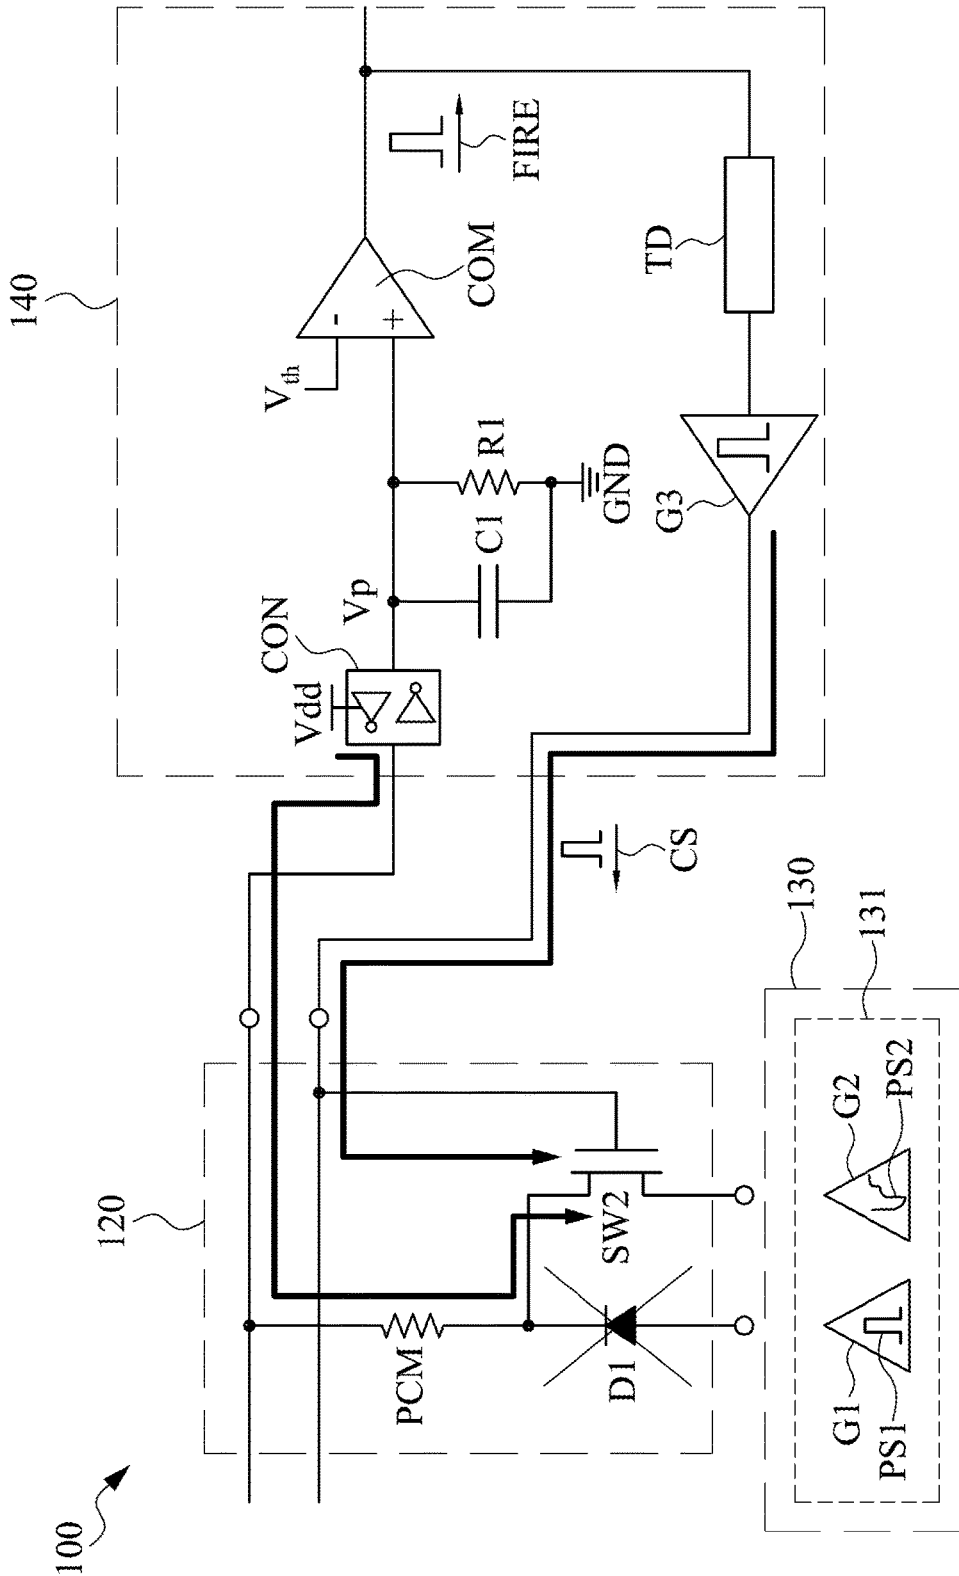 100
120
140
PCM
D1
SW2
Vdd
CON
Vp
C1
R1
GND
Vth
-
+
COM
FIRE
TD
G3
CS
130
131
G1
PS1
G2
PS2